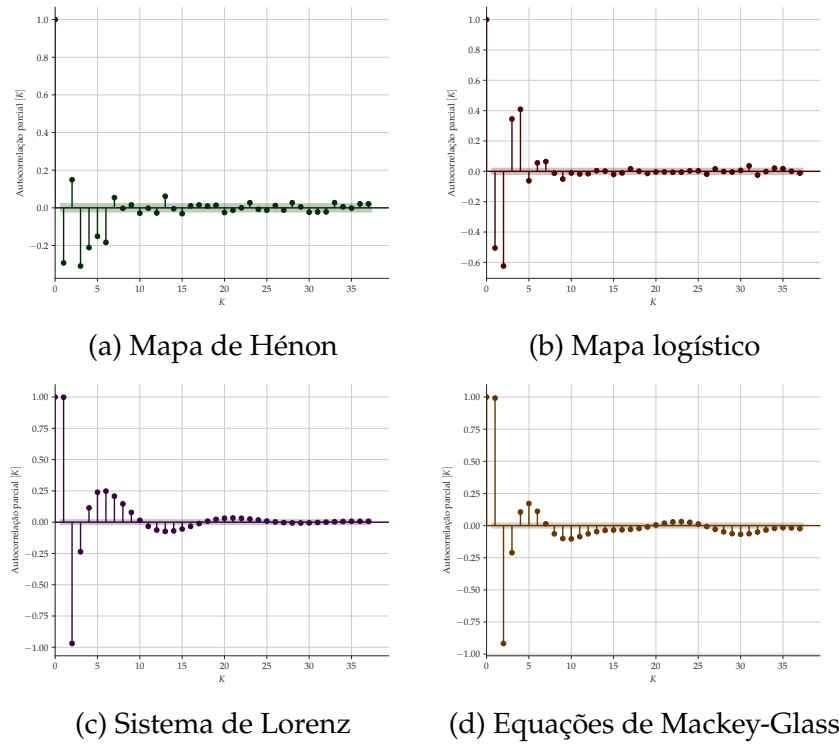 Autocorrelação parcial [K]
1.0
0.8
0.6
0.4
0.2
0.0
−0.2
0 5 10 15 20 25 30 35
K
(a) Mapa de Hénon
Autocorrelação parcial [K]
1.0
0.8
0.6
0.4
0.2
0.0
−0.2
−0.4
−0.6
0 5 10 15 20 25 30 35
K
(b) Mapa logístico
Autocorrelação parcial [K]
1.00
0.75
0.50
0.25
0.00
−0.25
−0.50
−0.75
−1.00
0 5 10 15 20 25 30 35
K
(c) Sistema de Lorenz
Autocorrelação parcial [K]
1.00
0.75
0.50
0.25
0.00
−0.25
−0.50
−0.75
−1.00
0 5 10 15 20 25 30 35
K
(d) Equações de Mackey-Glass